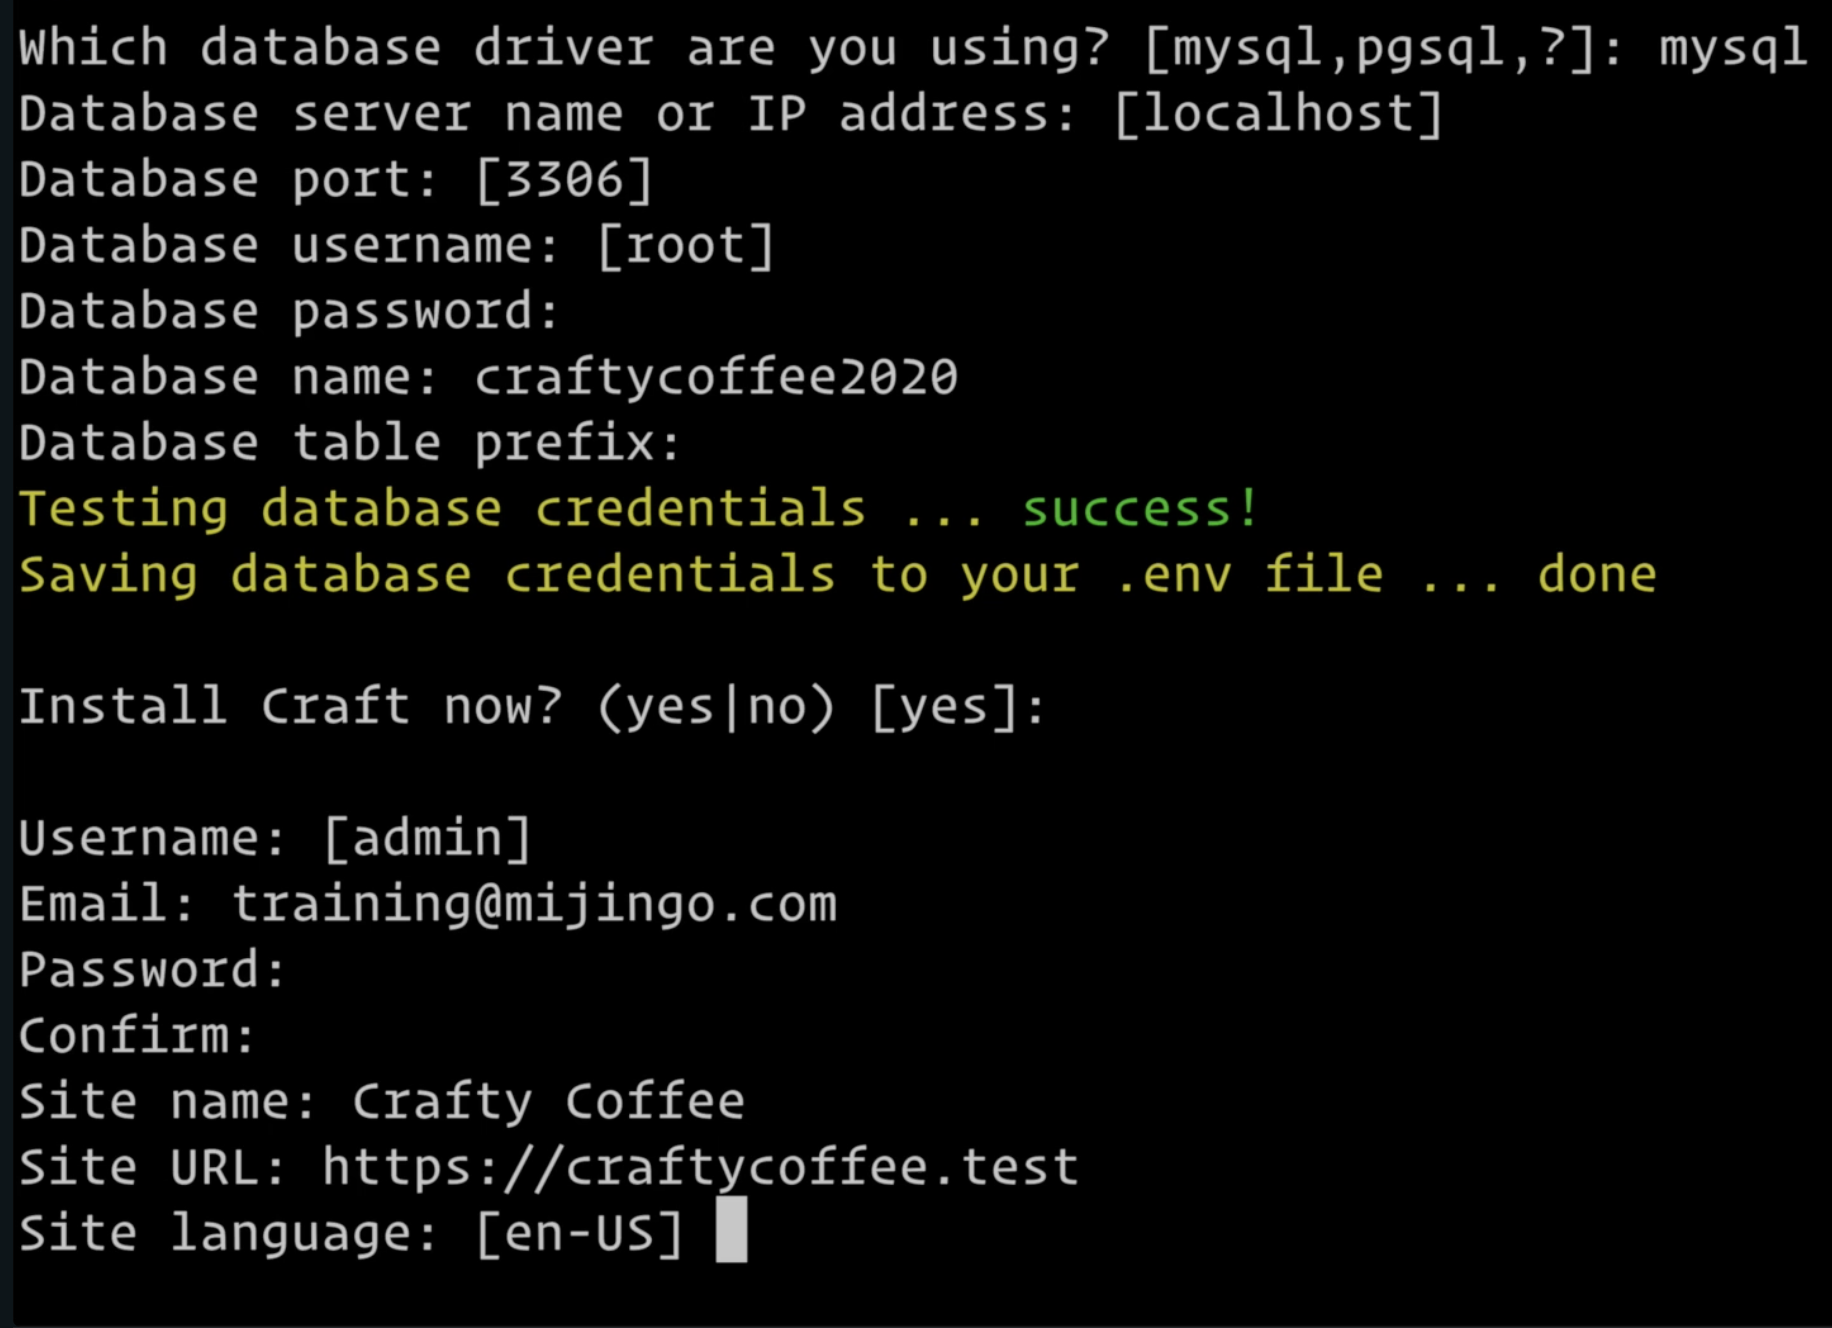 Which database driver are you using? [mysql,pgsql,?]: mysql
Database server name or IP address: [localhost]
Database port: [3306]
Database username: [root]
Database password:
Database name: craftycoffee2020
Database table prefix:
Testing database credentials ... success!
Saving database credentials to your .env file ... done
Install Craft now? (yes|no) [yes]:
Username: [admin]
Email: training@mijingo.com
Password:
Confirm:
Site name: Crafty Coffee
Site URL: https://craftycoffee.test
Site language: [en-US]